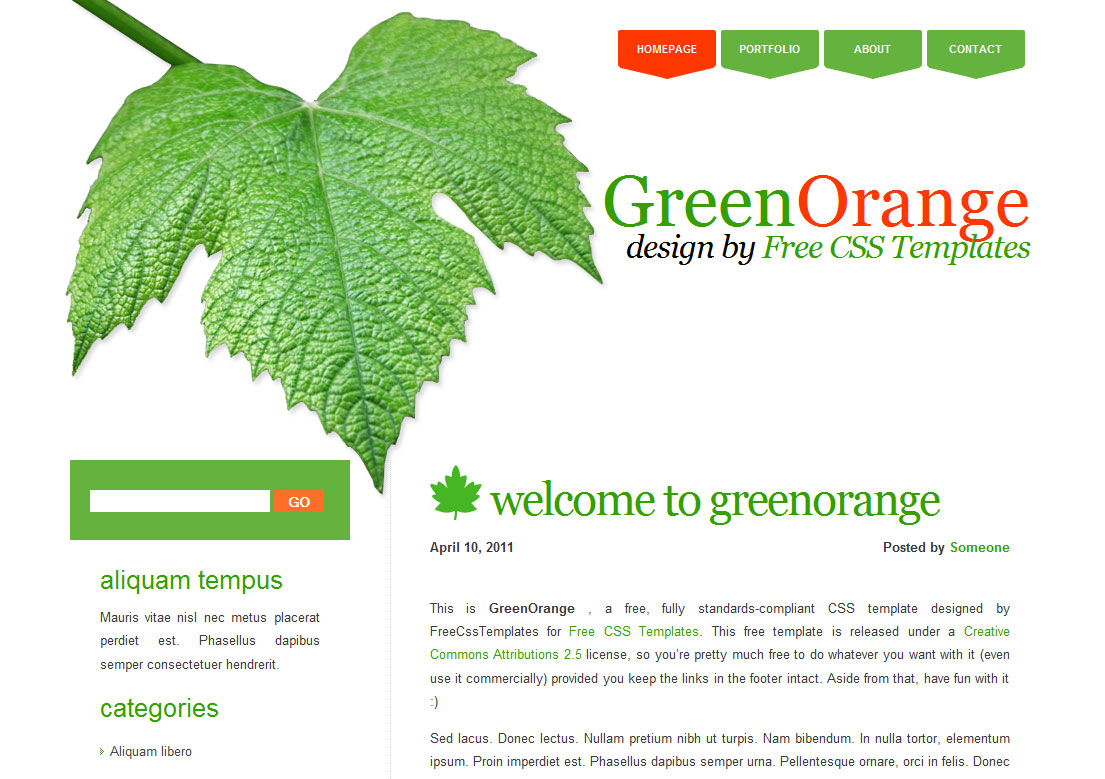 HOMEPAGE PORTFOLIO ABOUT CONTACT
GreenOrange
design by Free CSS Templates
GO
aliquam tempus
Mauris vitae nisl nec metus placerat
perdiet est. Phasellus dapibus
semper consectetuer hendrerit.
categories
Aliquam libero
welcome to greenorange
April 10, 2011 Posted by Someone
This is GreenOrange , a free, fully standards-compliant CSS template designed by
FreeCssTemplates for Free CSS Templates. This free template is released under a Creative
Commons Attributions 2.5 license, so you’re pretty much free to do whatever you want with it (even
use it commercially) provided you keep the links in the footer intact. Aside from that, have fun with it
:)
Sed lacus. Donec lectus. Nullam pretium nibh ut turpis. Nam bibendum. In nulla tortor, elementum
ipsum. Proin imperdiet est. Phasellus dapibus semper urna. Pellentesque ornare, orci in felis. Donec